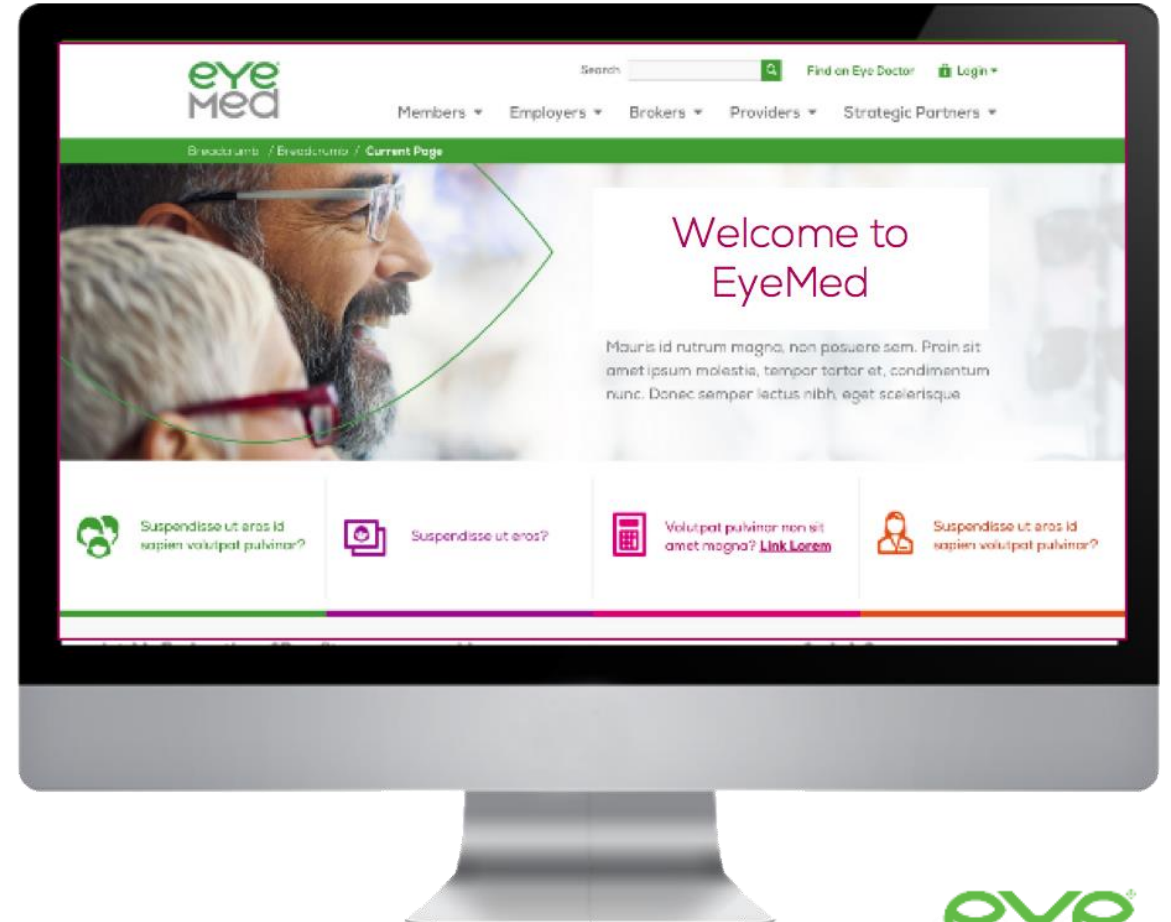 eye
med
Search
Find an Eye Doctor
Login
Members
Employers
Brokers
Providers
Strategic Partners
Breadcrumb / Breadcrumb / Current Page
Welcome to
EyeMed
Mauris id rutrum magna, non posuere sem. Proin sit
amet ipsum molestie, tempor tortor et, condimentum
nunc. Donec semper lectus nibh, eget scelerisque
Suspendisse ut eros id
sapien volutpat pulvinar?
Suspendisse ut eros?
Volutpat pulvinar non sit
amet magna? Link Lorem
Suspendisse ut eros id
sapien volutpat pulvinar?
eye